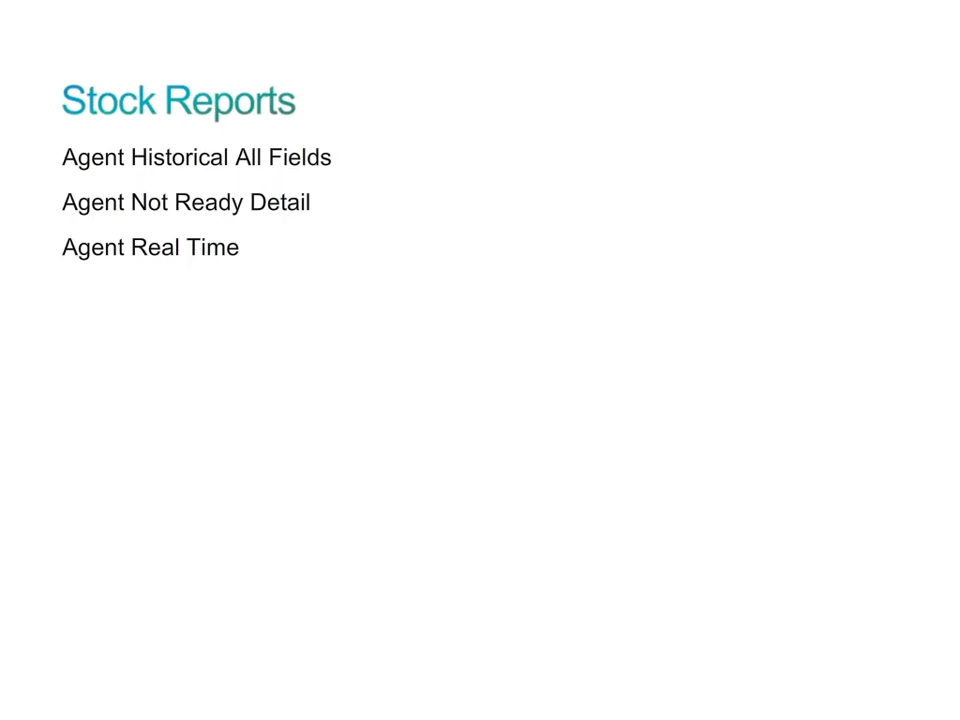 Stock Reports
Agent Historical All Fields
Agent Not Ready Detail
Agent Real Time